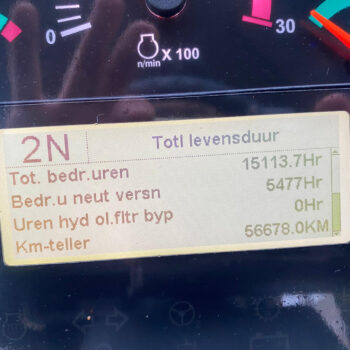 0
30
n/min X 100
2N Totl levensduur
Tot. bedr.uren 15113.7Hr
Bedr.u neut versn 5477Hr
Uren hyd ol.fltr byp 0Hr
Km-teller 56678.0KM